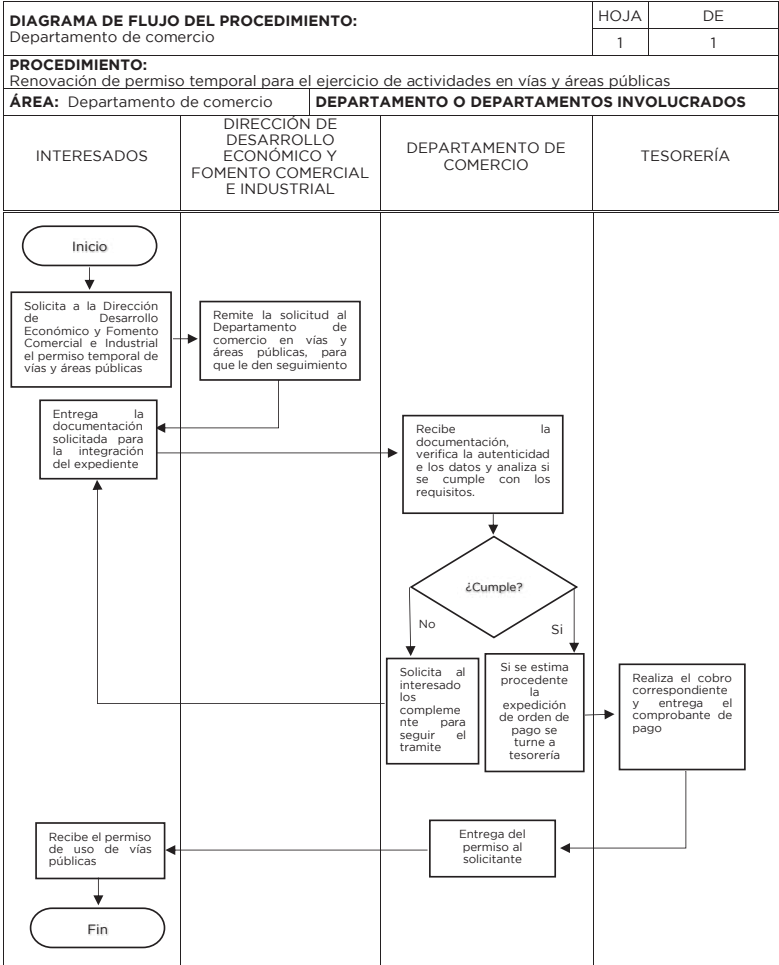 DIAGRAMA DE FLUJO DEL PROCEDIMIENTO:
Departamento de comercio
HOJA
DE
1
1
PROCEDIMIENTO:
Renovación de permiso temporal para el ejercicio de actividades en vías y áreas públicas
ÁREA: Departamento de comercio
DEPARTAMENTO O DEPARTAMENTOS INVOLUCRADOS
INTERESADOS
DIRECCIÓN DE
DESARROLLO
ECONÓMICO Y
FOMENTO COMERCIAL
E INDUSTRIAL
DEPARTAMENTO DE
COMERCIO
TESORERÍA
Inicio
Solicita a la Dirección
de Desarrollo
Económico y Fomento
Comercial e Industrial
el permiso temporal de
vías y áreas públicas
Remite la solicitud al
Departamento de
comercio en vías y
áreas públicas, para
que le den seguimiento
Entrega la
documentación
solicitada para
la integración
del expediente
Recibe la
documentación,
verifica la autenticidad
e los datos y analiza si
se cumple con los
requisitos.
¿Cumple?
No
Si
Solicita al
interesado
los
compleme
nte para
seguir el
tramite
Si se estima
procedente
la
expedición
de orden de
pago se
turne a
tesorería
Realiza el cobro
correspondiente
y entrega el
comprobante de
pago
Entrega del
permiso al
solicitante
Recibe el permiso
de uso de vías
públicas
Fin